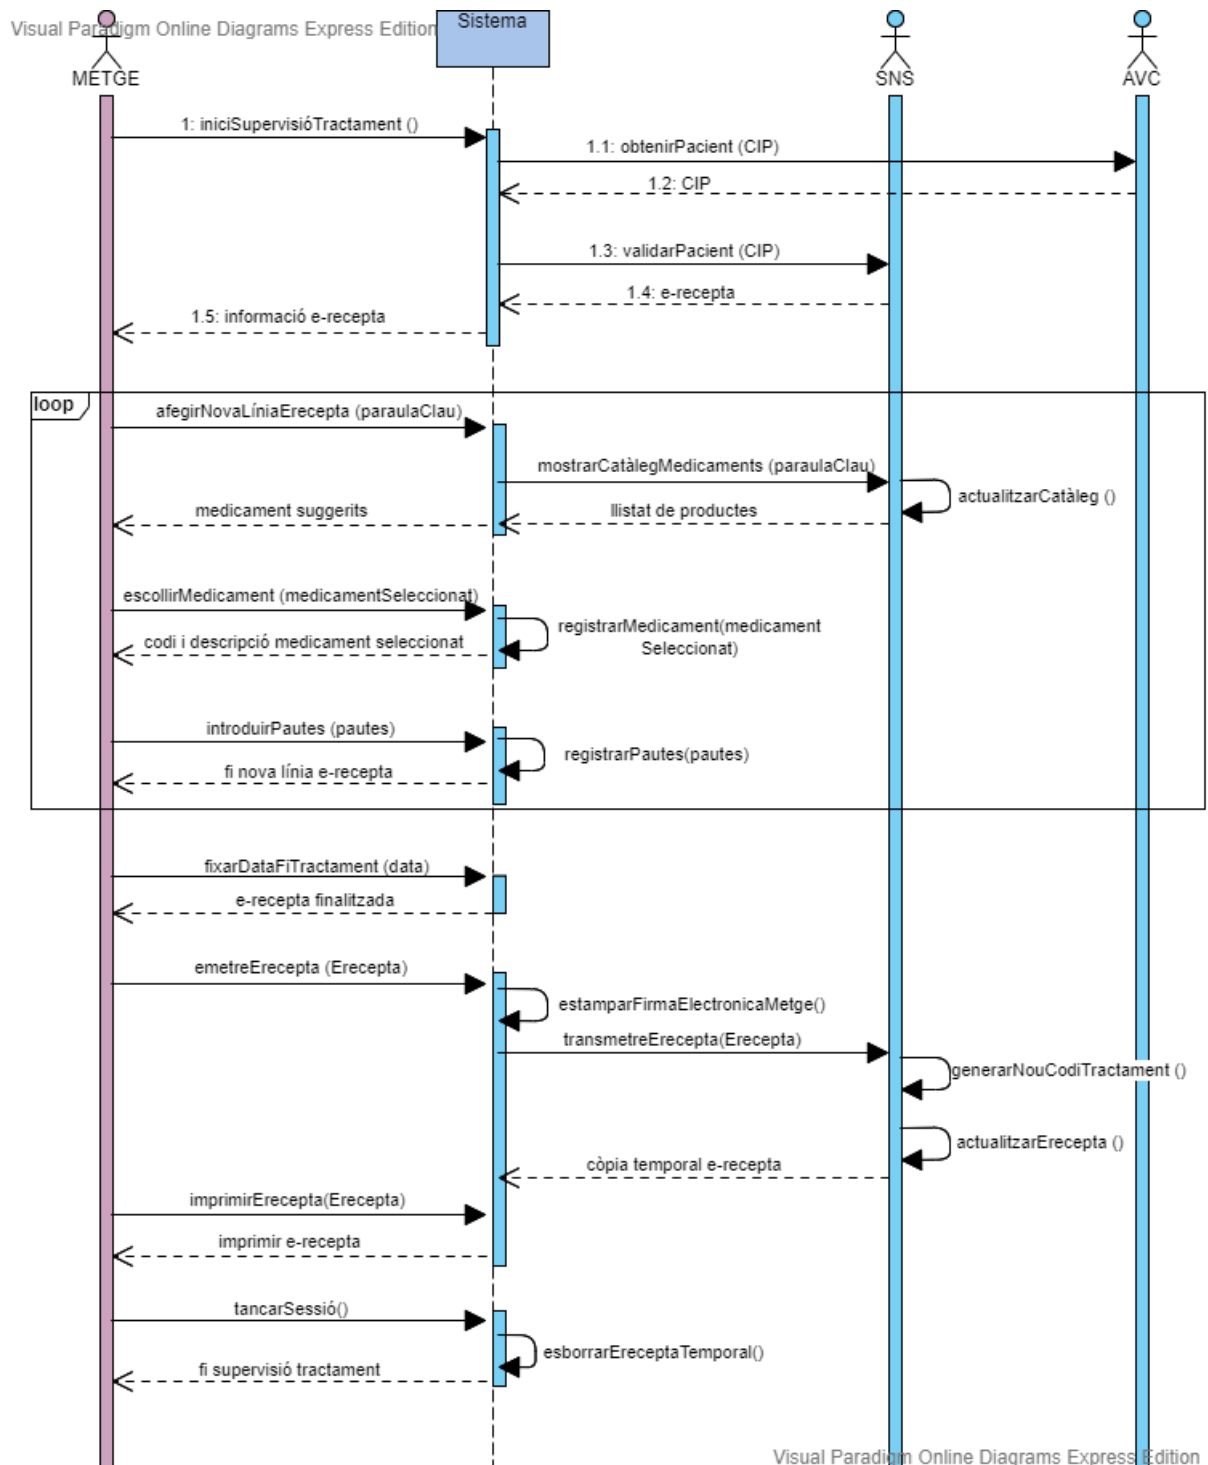 Visual Paradigm Online Diagrams Express Edition
Sistema
METGE
SNS
AVC
1: iniciSupervisióTractament ()
1.1: obtenirPacient (CIP)
1.2: CIP
1.3: validarPacient (CIP)
1.4: e-recepta
1.5: informació e-recepta
loop
afegirNovaLíniaErecepta (paraulaClau)
mostrarCatàlegMedicaments (paraulaClau)
actualitzarCatàleg ()
medicament suggerits
llistat de productes
escollirMedicament (medicamentSeleccionat)
registrarMedicament(medicament
Seleccionat)
codi i descripció medicament seleccionat
introduirPautes (pautes)
registrarPautes(pautes)
fi nova línia e-recepta
fixarDataFiTractament (data)
e-recepta finalitzada
emetreErecepta (Erecepta)
estamparFirmaElectronicaMetge()
transmetreErecepta(Erecepta)
generarNouCodiTractament ()
actualitzarErecepta ()
còpia temporal e-recepta
imprimirErecepta(Erecepta)
imprimir e-recepta
tancarSessió()
esborrarEreceptaTemporal()
fi supervisió tractament
Visual Paradigm Online Diagrams Express Edition